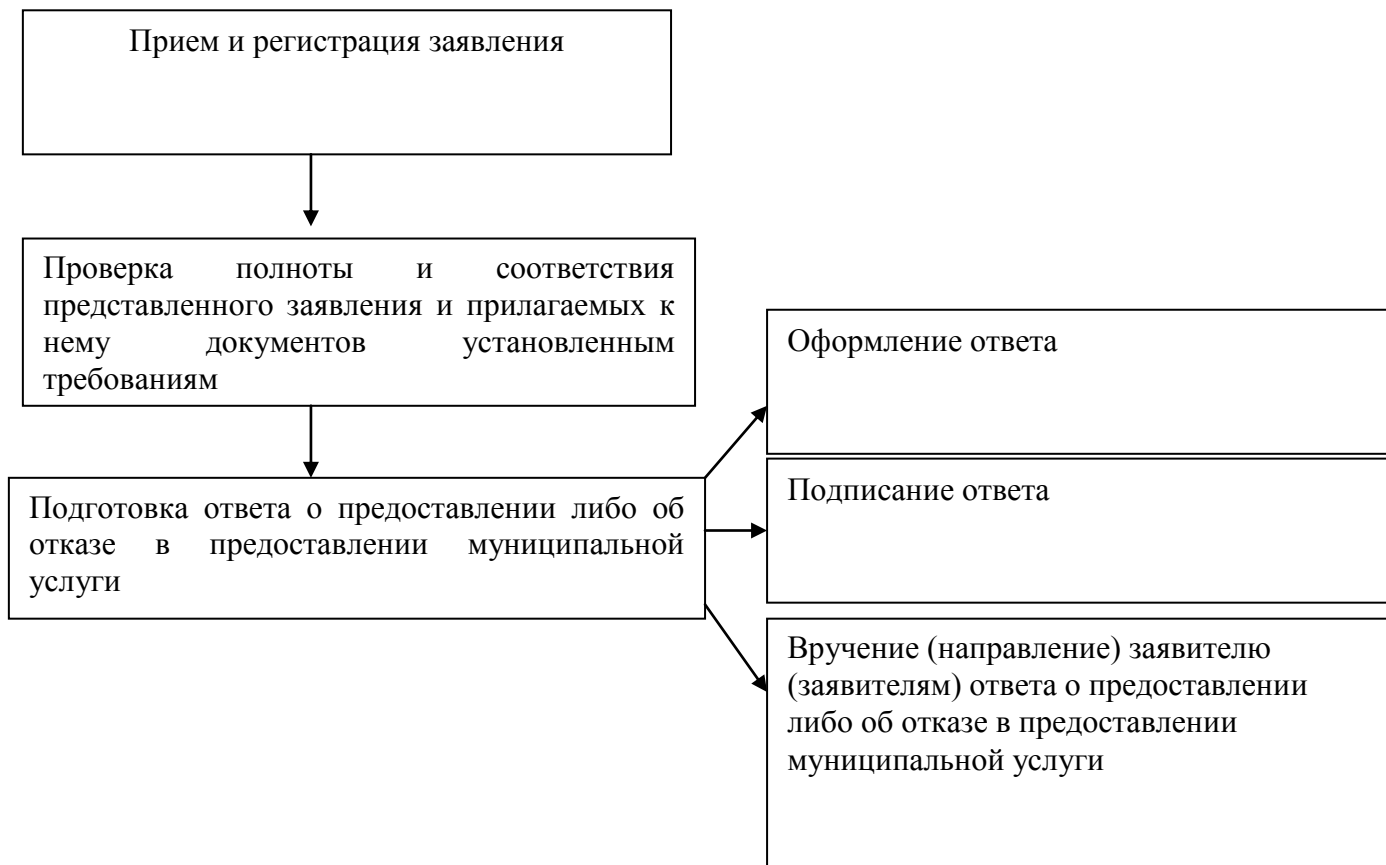 Прием и регистрация заявления
Проверка полноты и соответствия
представленного заявления и прилагаемых к
нему документов установленным
требованиям
Подготовка ответа о предоставлении либо об
отказе в предоставлении муниципальной
услуги
Оформление ответа
Подписание ответа
Вручение (направление) заявителю
(заявителям) ответа о предоставлении
либо об отказе в предоставлении
муниципальной услуги